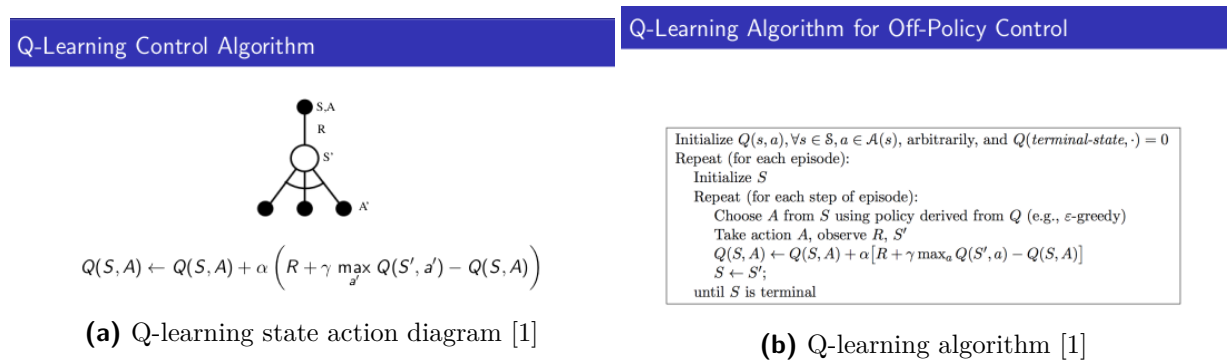 Q-Learning Control Algorithm
S,A
R
S'
A'
Q(S, A) ← Q(S, A) + α (R + γ max_{a'} Q(S', a') − Q(S, A))
(a) Q-learning state action diagram [1]
Q-Learning Algorithm for Off-Policy Control
Initialize Q(s, a), ∀s ∈ 𝒮, a ∈ 𝒜(s), arbitrarily, and Q(terminal-state, ·) = 0
Repeat (for each episode):
Initialize S
Repeat (for each step of episode):
Choose A from S using policy derived from Q (e.g., ε-greedy)
Take action A, observe R, S'
Q(S, A) ← Q(S, A) + α[R + γ max_a Q(S', a) − Q(S, A)]
S ← S';
until S is terminal
(b) Q-learning algorithm [1]